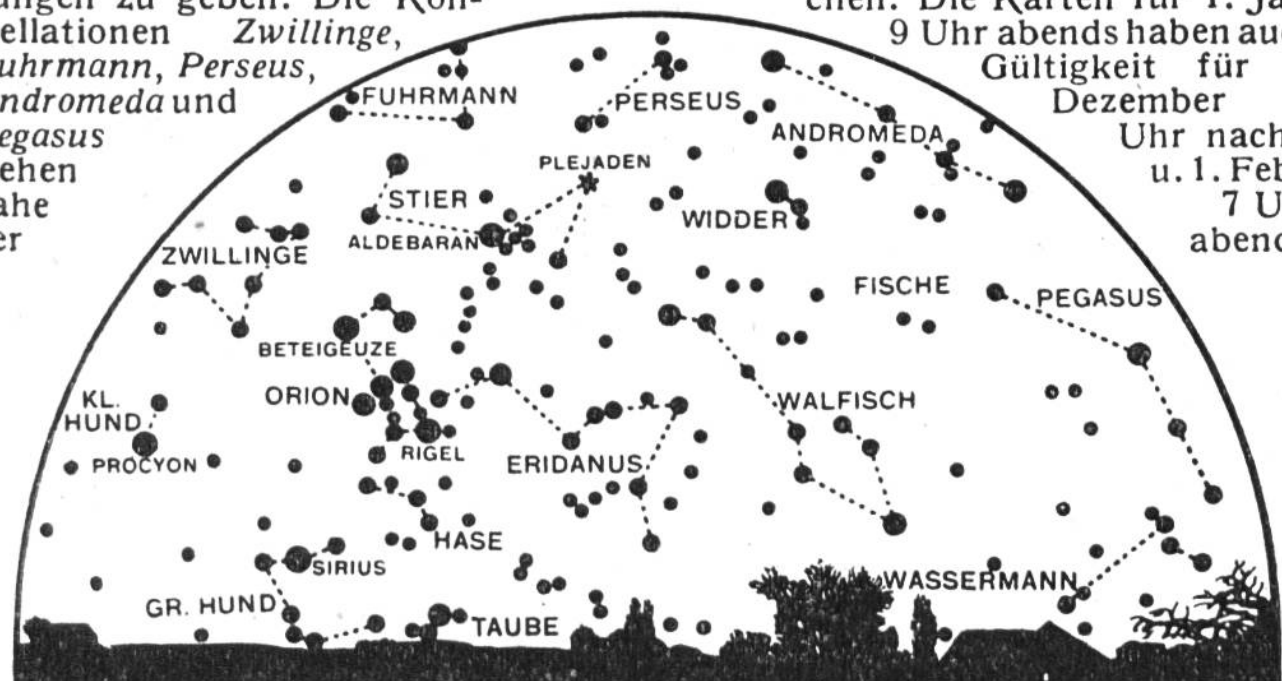 ungen zu geben. Die Kon-
ellationen Zwillinge,
uhrmann, Perseus,
ndromeda und
egasus
ehen
ahe
er
chen. Die Karten für 1. Ja
9 Uhr abends haben auc
Gültigkeit für
Dezember
Uhr nach
u. 1. Feb
7 U
abend
FUHRMANN
PERSEUS
ANDROMEDA
PLEJADEN
STIER
WIDDER
ALDEBARAN
ZWILLINGE
FISCHE
PEGASUS
BETEIGEUZE
ORION
KL.
HUND
WALFISCH
RIGEL
PROCYON
ERIDANUS
HASE
SIRIUS
WASSERMANN
GR. HUND
TAUBE